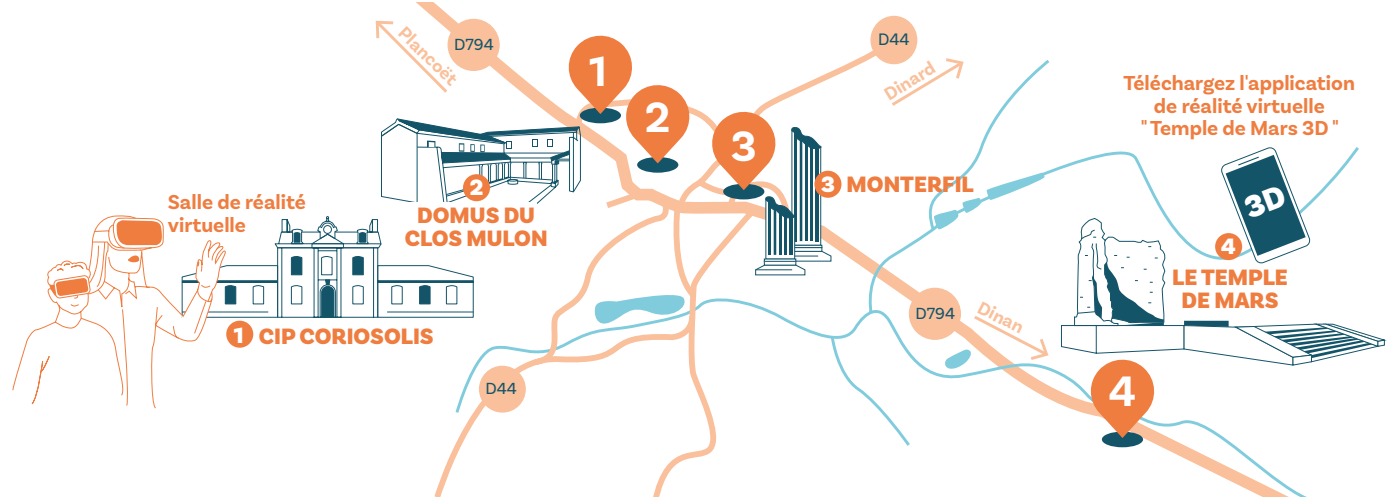 D794
Plancoët
D44
Dinard
1
2
3
Téléchargez l'application
de réalité virtuelle
"Temple de Mars 3D "
3D
2
DOMUS DU
CLOS MULON
3 MONTERFIL
Salle de réalité
virtuelle
1 CIP CORIOSOLIS
4
LE TEMPLE
DE MARS
D794
Dinan
D44
4